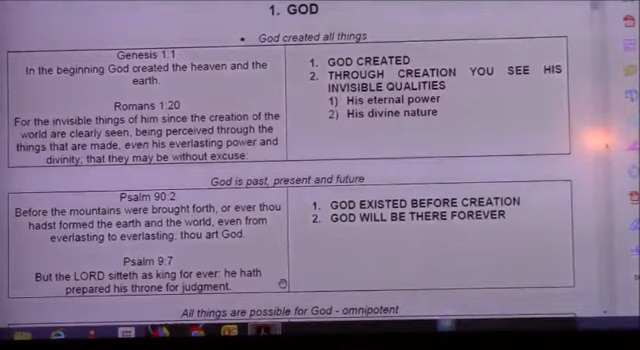 1. GOD
• God created all things
Genesis 1:1
In the beginning God created the heaven and the
earth.
Romans 1:20
For the invisible things of him since the creation of the
world are clearly seen, being perceived through the
things that are made, even his everlasting power and
divinity; that they may be without excuse:
1. GOD CREATED
2. THROUGH CREATION YOU SEE HIS
INVISIBLE QUALITIES
1) His eternal power
2) His divine nature
God is past, present and future
Psalm 90:2
Before the mountains were brought forth, or ever thou
hadst formed the earth and the world, even from
everlasting to everlasting, thou art God.
Psalm 9:7
But the LORD sitteth as king for ever: he hath
prepared his throne for judgment.
1. GOD EXISTED BEFORE CREATION
2. GOD WILL BE THERE FOREVER
All things are possible for God - omnipotent